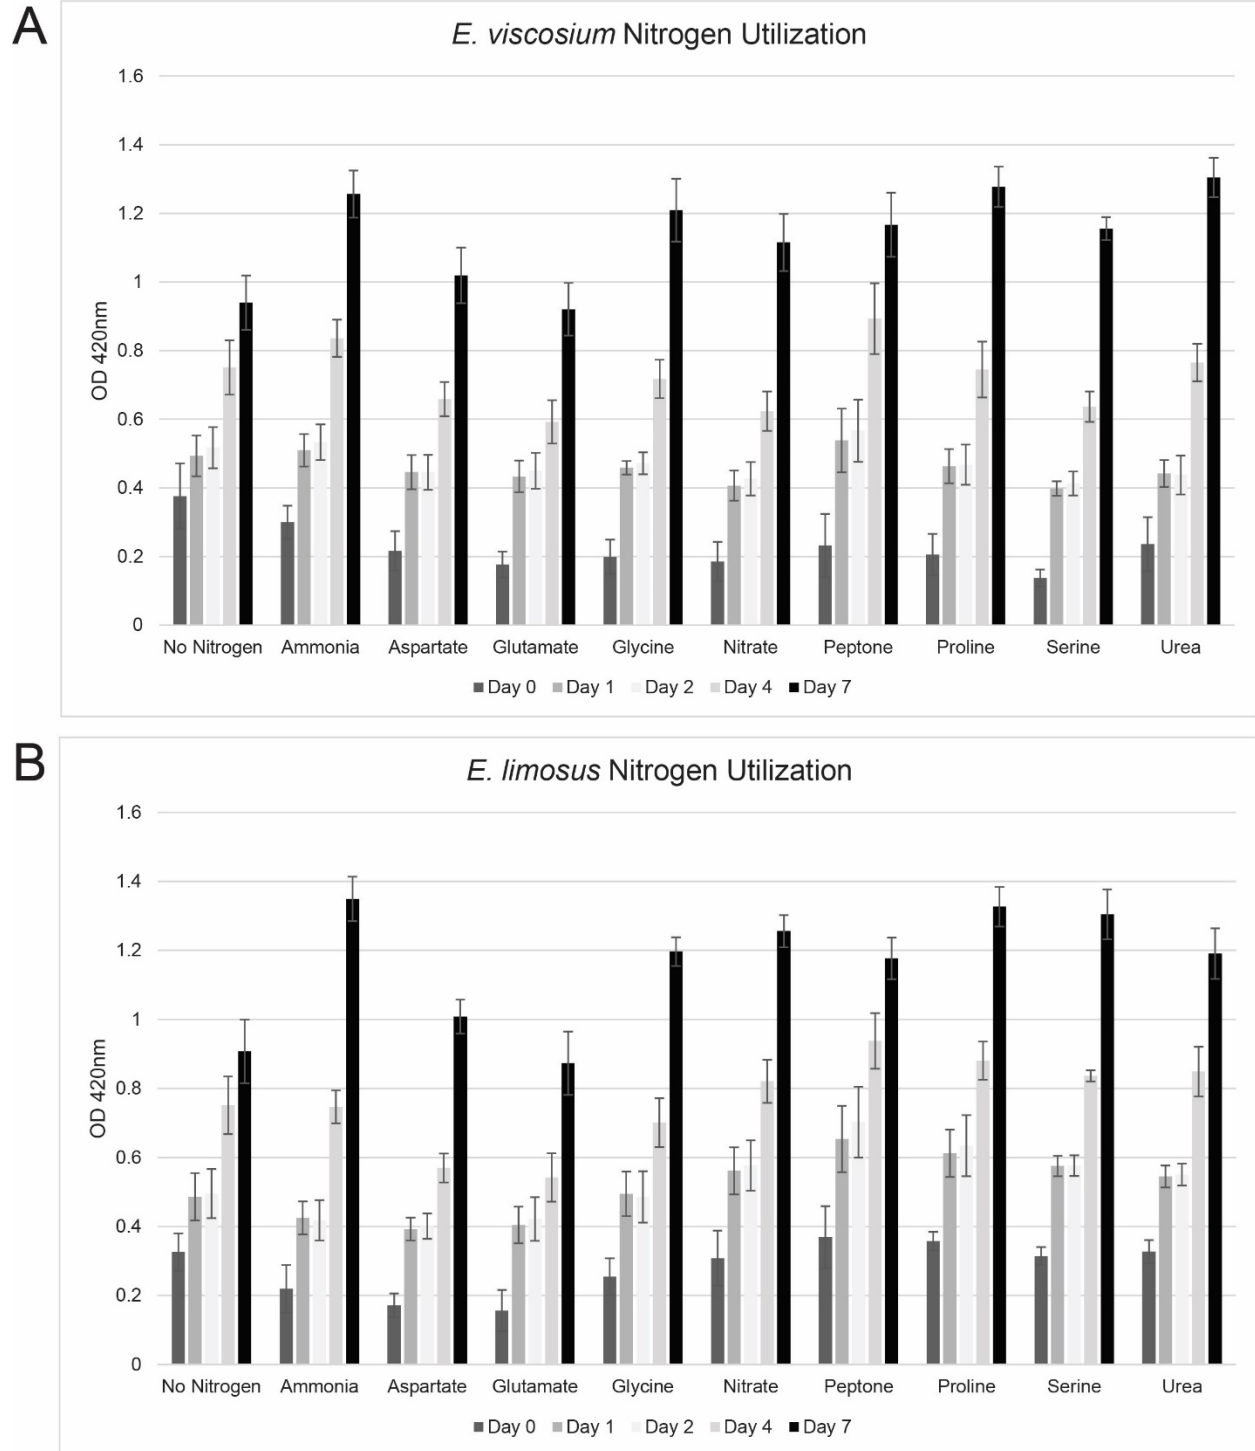 A
E. viscosium Nitrogen Utilization
1.6
1.4
1.2
1
0.8
0.6
0.4
0.2
0
OD 420nm
No Nitrogen Ammonia Aspartate Glutamate Glycine Nitrate Peptone Proline Serine Urea
Day 0 Day 1 Day 2 Day 4 Day 7
B
E. limosus Nitrogen Utilization
1.6
1.4
1.2
1
0.8
0.6
0.4
0.2
0
OD 420nm
No Nitrogen Ammonia Aspartate Glutamate Glycine Nitrate Peptone Proline Serine Urea
Day 0 Day 1 Day 2 Day 4 Day 7